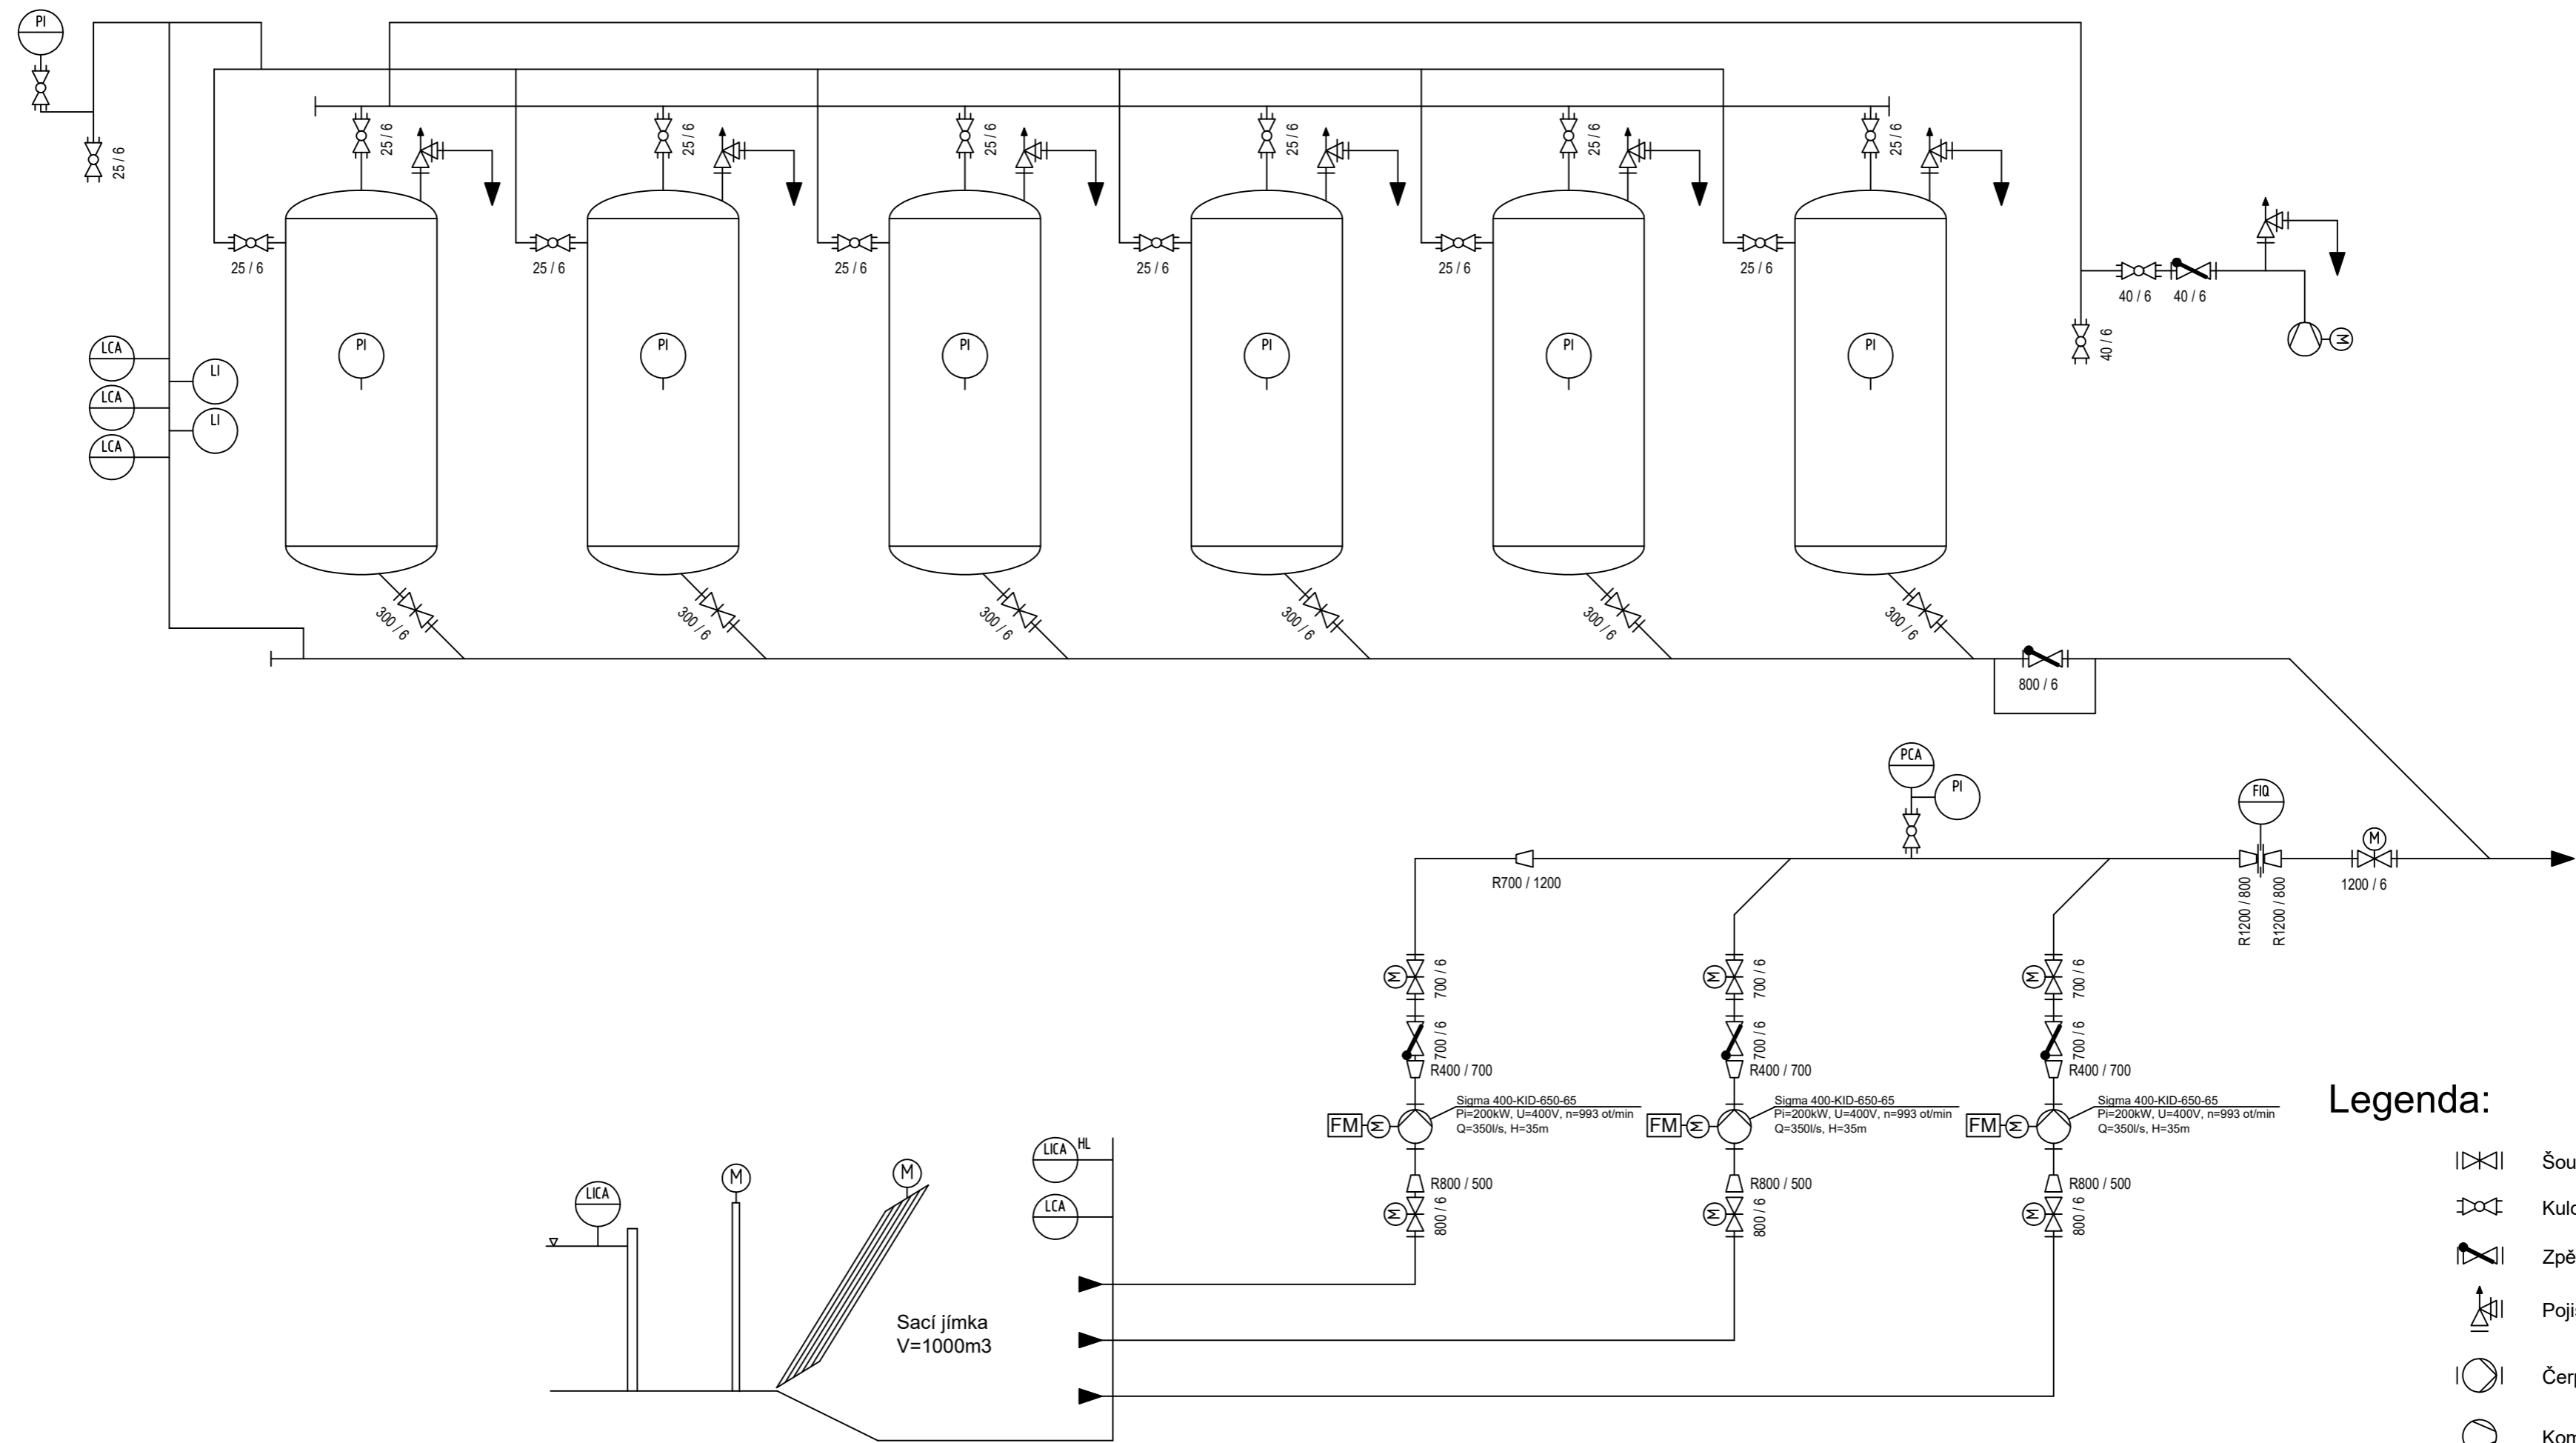 PI
25 / 6
25 / 6
25 / 6
25 / 6
25 / 6
25 / 6
25 / 6
25 / 6
25 / 6
25 / 6
25 / 6
25 / 6
25 / 6
40 / 6
40 / 6
40 / 6
M
LCA
LCA
LCA
LI
LI
PI
PI
PI
PI
PI
PI
300 / 6
300 / 6
300 / 6
300 / 6
300 / 6
300 / 6
800 / 6
PCA
PI
FIQ
M
R700 / 1200
R1200 / 800
R1200 / 800
1200 / 6
M
700 / 6
M
700 / 6
M
700 / 6
700 / 6
700 / 6
700 / 6
R400 / 700
R400 / 700
R400 / 700
FM
M
Sigma 400-KID-650-65
Pi=200kW, U=400V, n=993 ot/min
Q=350l/s, H=35m
FM
M
Sigma 400-KID-650-65
Pi=200kW, U=400V, n=993 ot/min
Q=350l/s, H=35m
FM
M
Sigma 400-KID-650-65
Pi=200kW, U=400V, n=993 ot/min
Q=350l/s, H=35m
R800 / 500
R800 / 500
R800 / 500
M
800 / 6
M
800 / 6
M
800 / 6
LICA
M
M
LICA HL
LCA
Sací jímka
V=1000m3
Legenda:
Šou
Kulo
Zpě
Poji
Čer
Kom